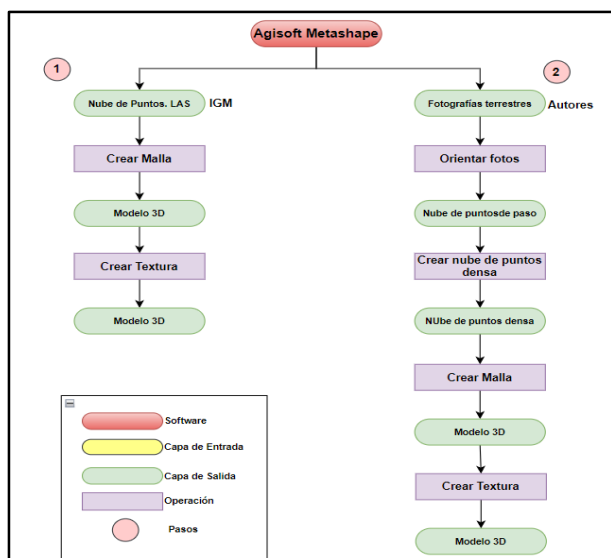 Agisoft Metashape
1
Nube de Puntos. LAS
IGM
Crear Malla
Modelo 3D
Crear Textura
Modelo 3D
2
Fotografías terrestres
Autores
Orientar fotos
Nube de puntosde paso
Crear nube de puntos
densa
NUbe de puntos densa
Crear Malla
Modelo 3D
Crear Textura
Modelo 3D
Software
Capa de Entrada
Capa de Salida
Operación
Pasos